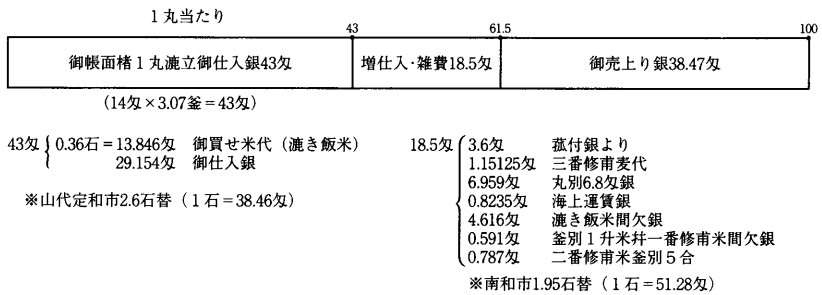 1丸当たり
43 61.5 100
御帳面楮1丸漉立御仕入銀43匁 増仕入・雑費18.5匁 御売上り銀38.47匁
(14匁×3.07釜=43匁)
43匁 0.36石=13.846匁 御買せ米代(漉き飯米)
29.154匁 御仕入銀
※山代定和市2.6石替(1石=38.46匁)
18.5匁 3.6匁 菰付銀より
1.15125匁 三番修甫麦代
6.959匁 丸別6.8匁銀
0.8235匁 海上運賃銀
4.616匁 漉き飯米間欠銀
0.591匁 釜別1升米幷一番修甫米間欠銀
0.787匁 二番修甫米釜別5合
※南和市1.95石替(1石=51.28匁)